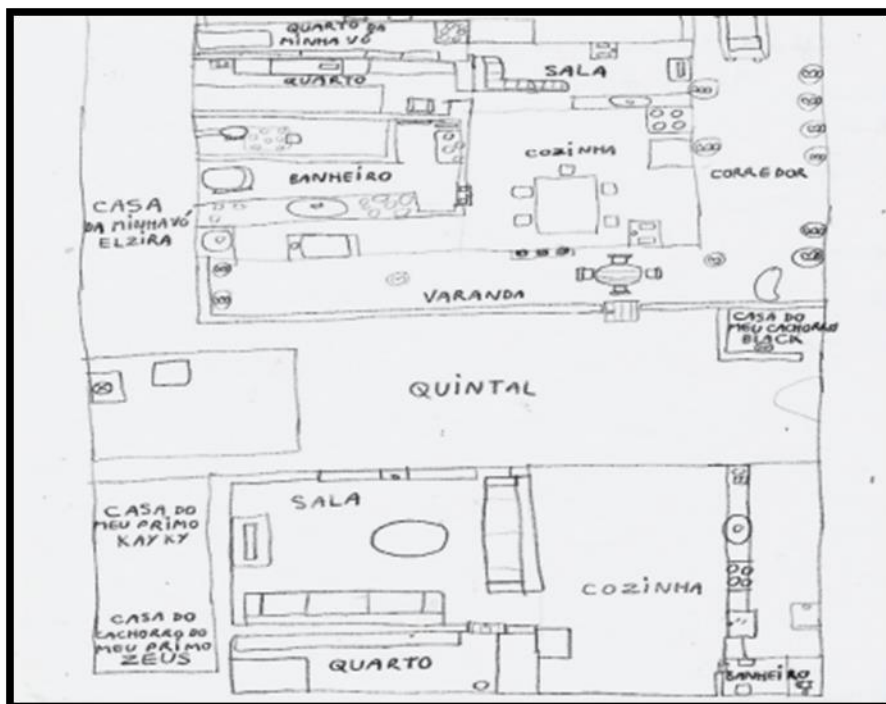 QUARTO DA
MINHA VÓ
SALA
QUARTO
COZINHA
BANHEIRO
CORREDOR
CASA
DA MINHA VÓ
ELZIRA
VARANDA
CASA DO
MEU CACHORRO
BLACK
QUINTAL
SALA
CASA DO
MEU PRIMO
KAYKY
COZINHA
CASA DO
CACHORRO DO
MEU PRIMO
ZEUS
QUARTO
BANHEIRO